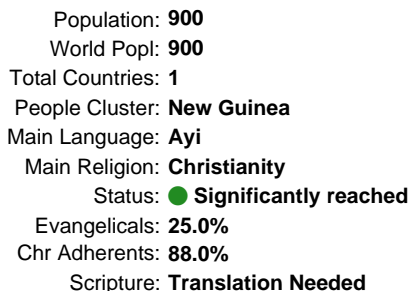 Population: 900
World Popl: 900
Total Countries: 1
People Cluster: New Guinea
Main Language: Ayi
Main Religion: Christianity
Status: Significantly reached
Evangelicals: 25.0%
Chr Adherents: 88.0%
Scripture: Translation Needed